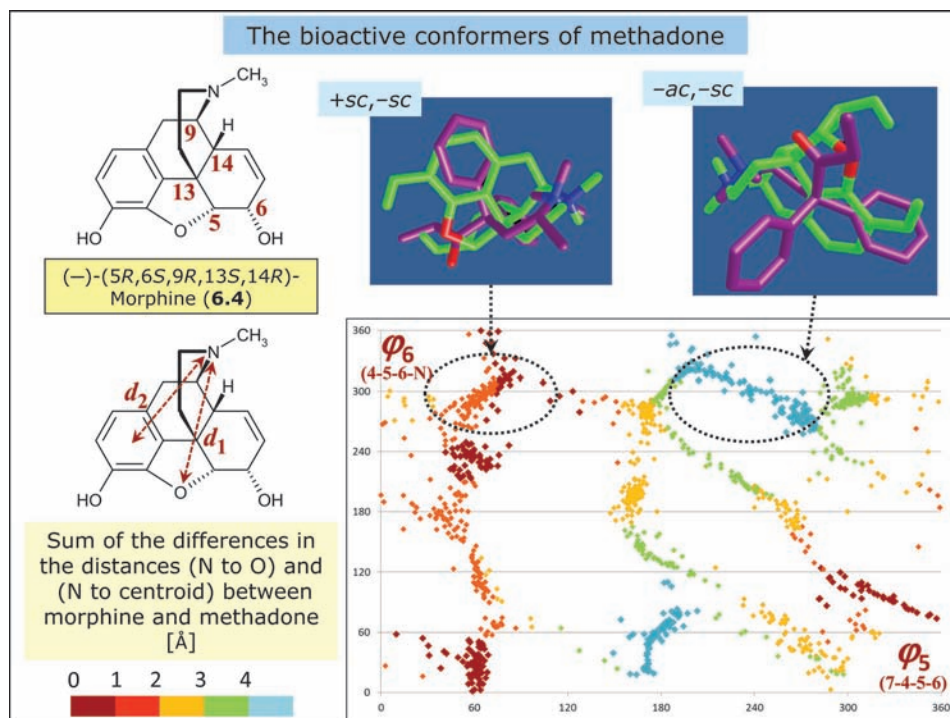 The bioactive conformers of methadone
CH₃
N
H
9
14
13
6
5
O
HO
OH
(−)-(5R,6S,9R,13S,14R)-
Morphine (6.4)
CH₃
N
H
d₂
d₁
O
HO
OH
Sum of the differences in
the distances (N to O) and
(N to centroid) between
morphine and methadone
[Å]
0 1 2 3 4
+sc,–sc
–ac,–sc
φ₆
(4-5-6-N)
360
300
240
180
120
60
0
φ₅
(7-4-5-6)
0 60 120 180 240 300 360